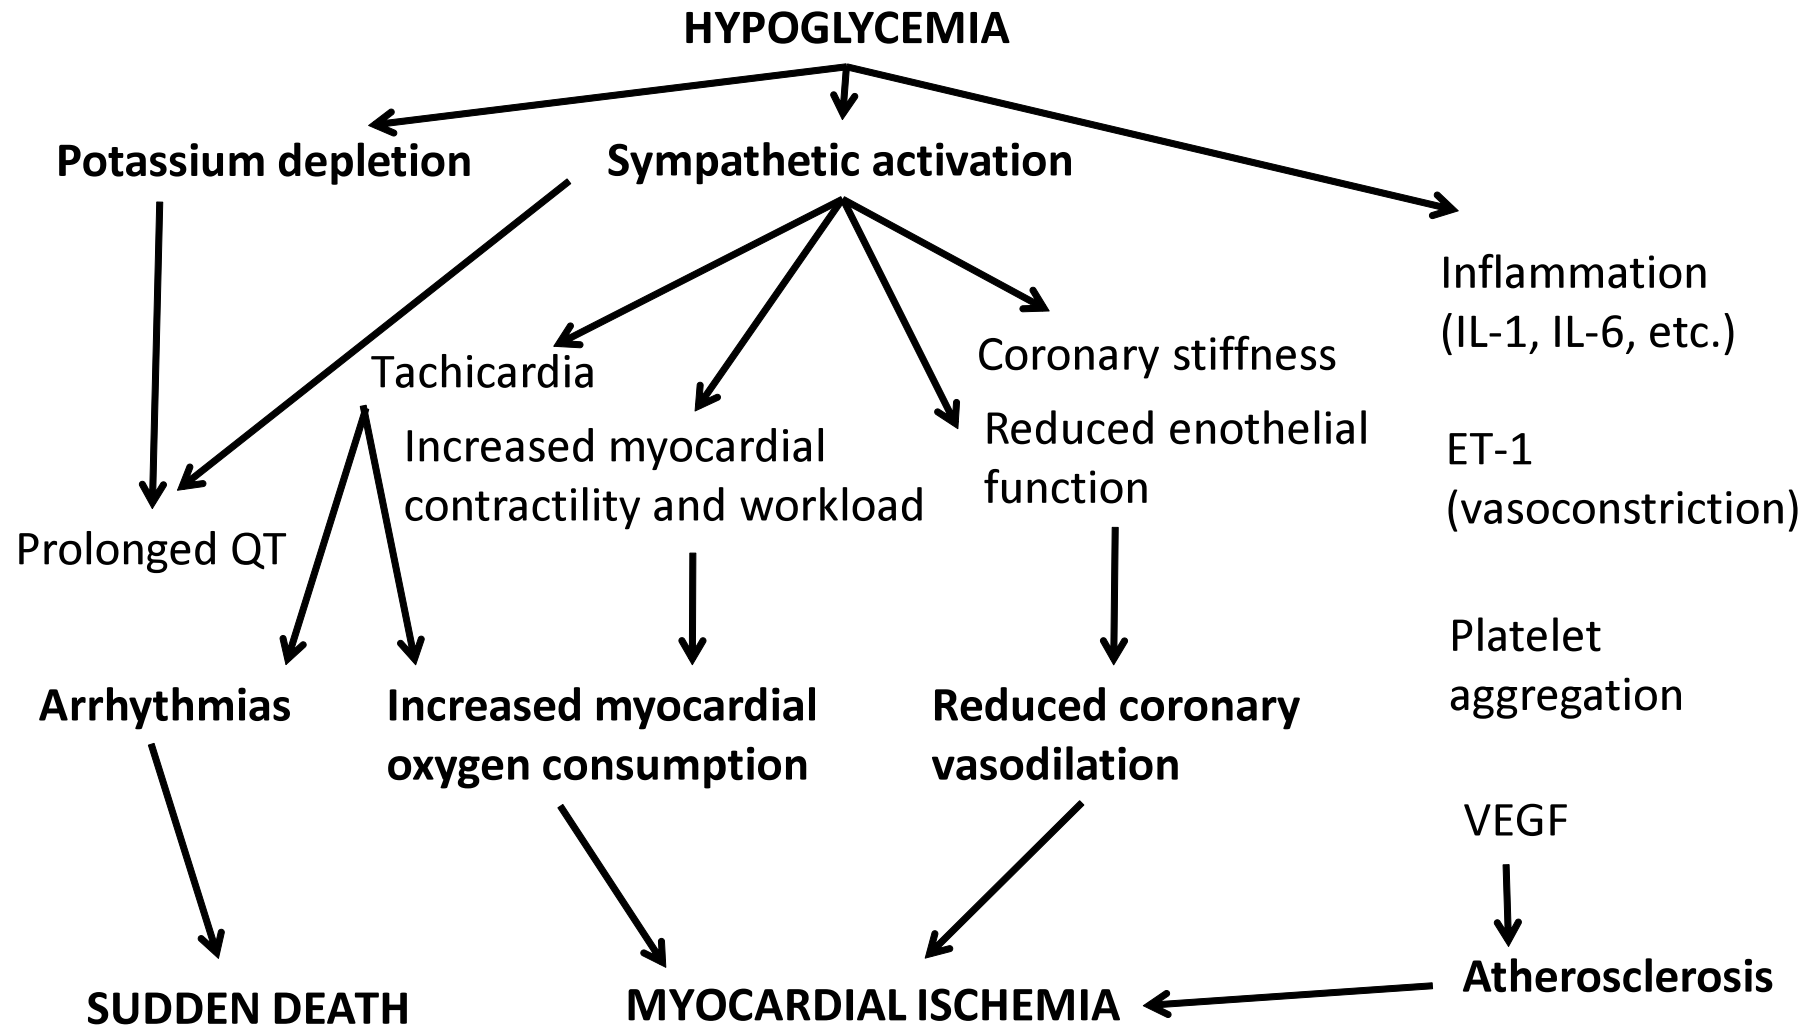 HYPOGLYCEMIA
Potassium depletion
Sympathetic activation
Inflammation
(IL-1, IL-6, etc.)
Tachicardia
Coronary stiffness
Increased myocardial
contractility and workload
Reduced enothelial
function
ET-1
(vasoconstriction)
Prolonged QT
Platelet
aggregation
Arrhythmias
Increased myocardial
oxygen consumption
Reduced coronary
vasodilation
VEGF
Atherosclerosis
SUDDEN DEATH
MYOCARDIAL ISCHEMIA